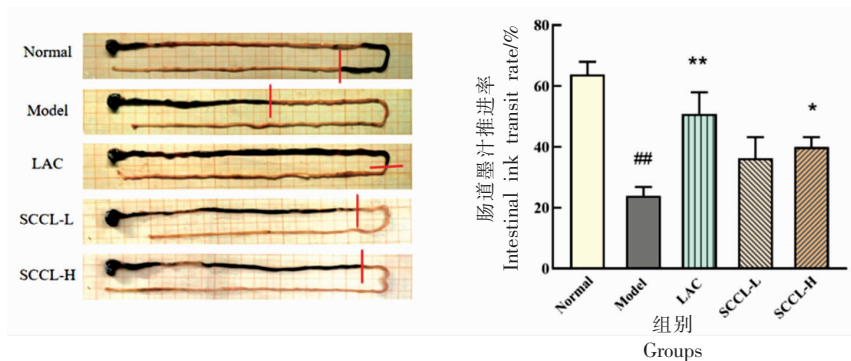 Normal
Model
LAC
SCCL-L
SCCL-H
肠道墨汁推进率
Intestinal ink transit rate/%
80
60
40
20
0
##
**
*
Normal
Model
LAC
SCCL-L
SCCL-H
组别
Groups